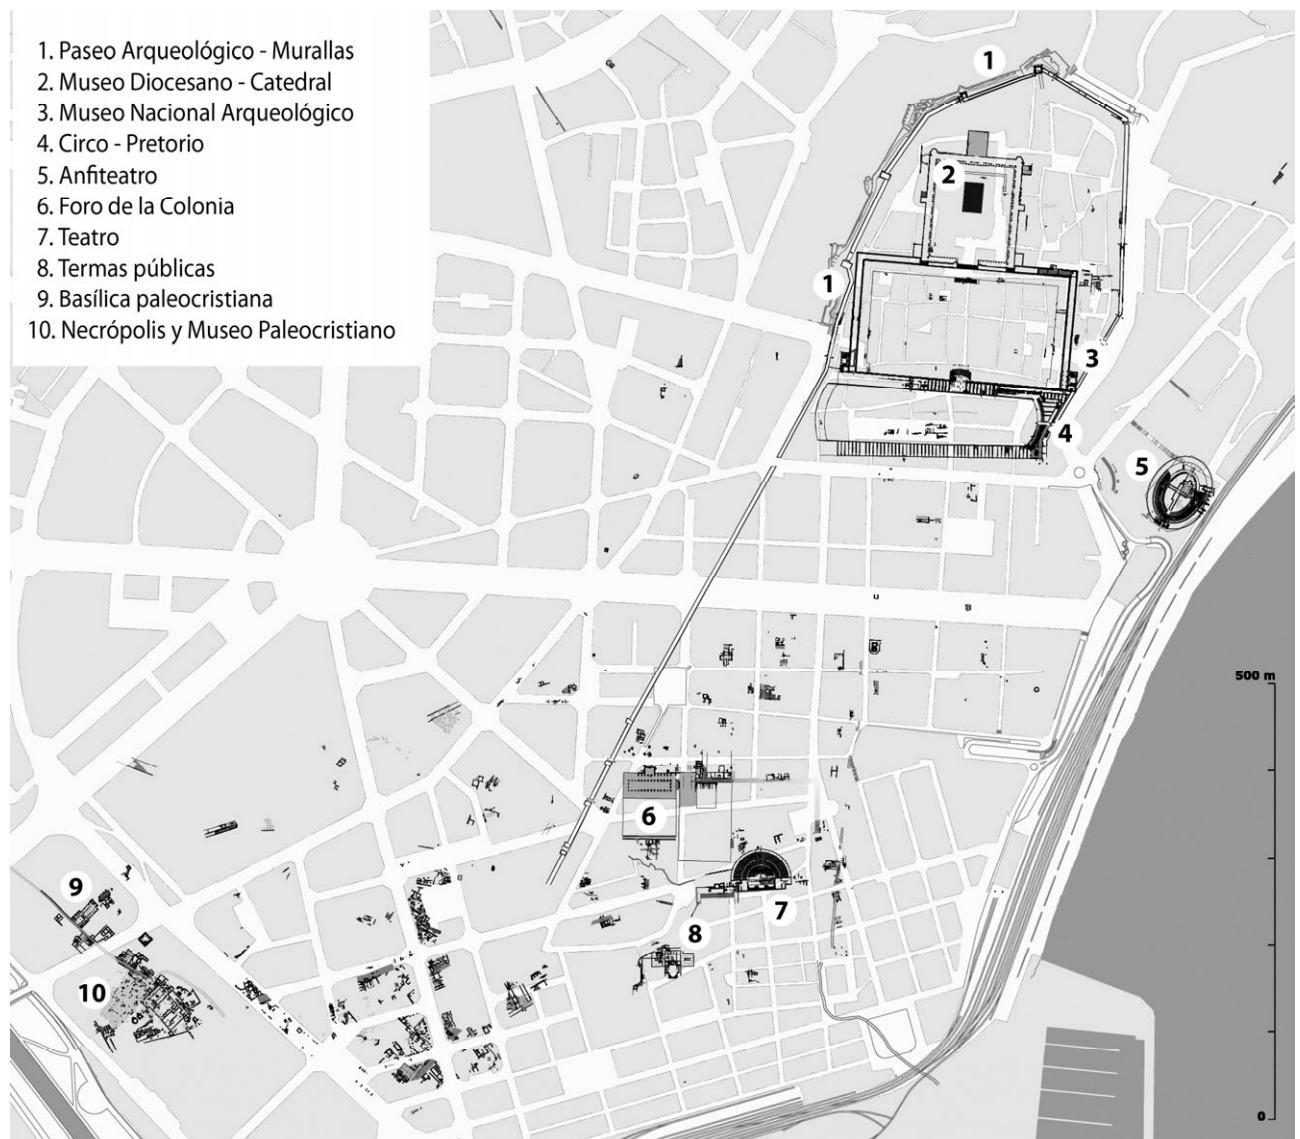 1. Paseo Arqueológico - Murallas
2. Museo Diocesano - Catedral
3. Museo Nacional Arqueológico
4. Circo - Pretorio
5. Anfiteatro
6. Foro de la Colonia
7. Teatro
8. Termas públicas
9. Basílica paleocristiana
10. Necrópolis y Museo Paleocristiano
1
2
1
3
4
5
500 m
6
7
8
9
10
0